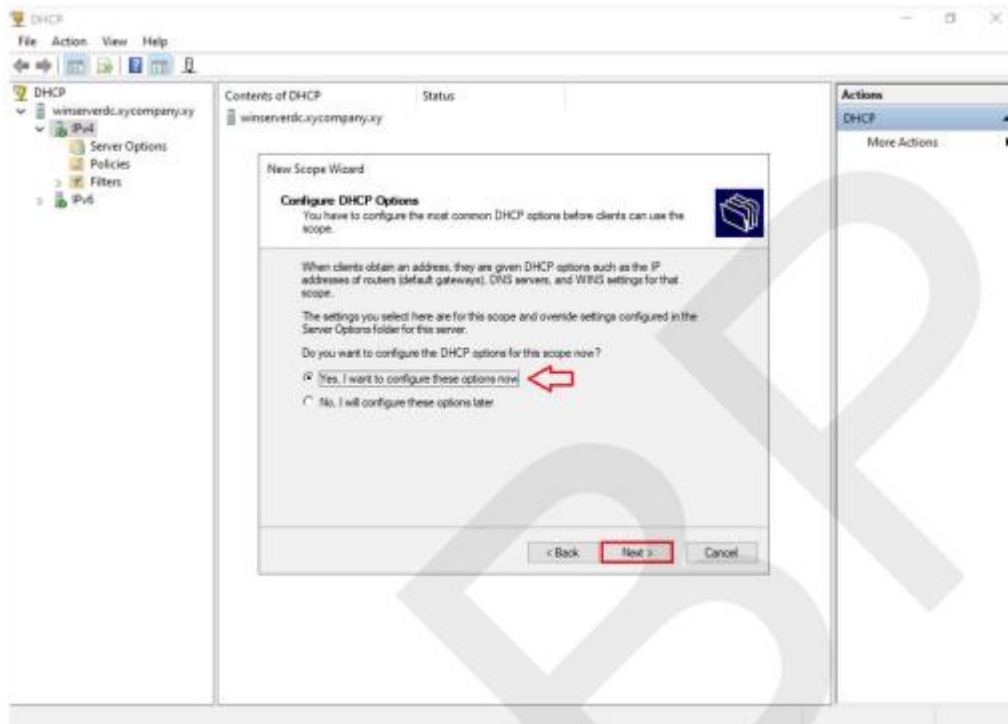 DHCP
File Action View Help
DHCP
winserverdc.xycompany.xy
IPv4
Server Options
Policies
Filters
IPv6
Contents of DHCP Status
winserverdc.xycompany.xy
Actions
DHCP
More Actions
New Scope Wizard
Configure DHCP Options
You have to configure the most common DHCP options before clients can use the
scope.
When clients obtain an address, they are given DHCP options such as the IP
addresses of routers (default gateways), DNS servers, and WINS settings for that
scope.
The settings you select here are for this scope and override settings configured in the
Server Options folder for this server.
Do you want to configure the DHCP options for this scope now?
Yes, I want to configure these options now
No, I will configure these options later
< Back Next > Cancel
BP